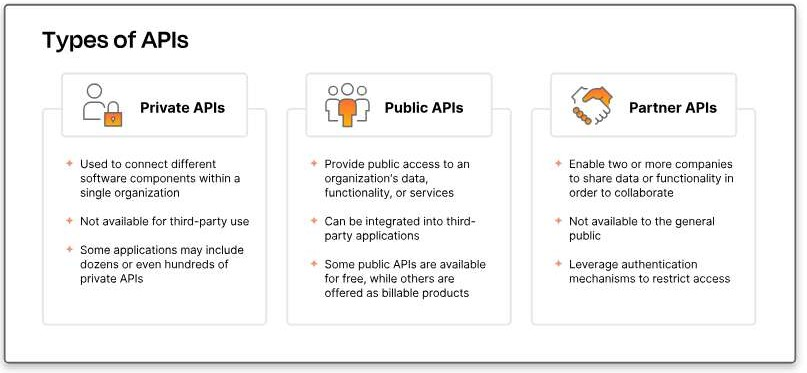 Types of APIs
Private APIs
Used to connect different
software components within a
single organization
Not available for third-party use
Some applications may include
dozens or even hundreds of
private APIs
Public APIs
Provide public access to an
organization's data,
functionality, or services
Can be integrated into third-
party applications
Some public APIs are available
for free, while others are
offered as billable products
Partner APIs
Enable two or more companies
to share data or functionality in
order to collaborate
Not available to the general
public
Leverage authentication
mechanisms to restrict access